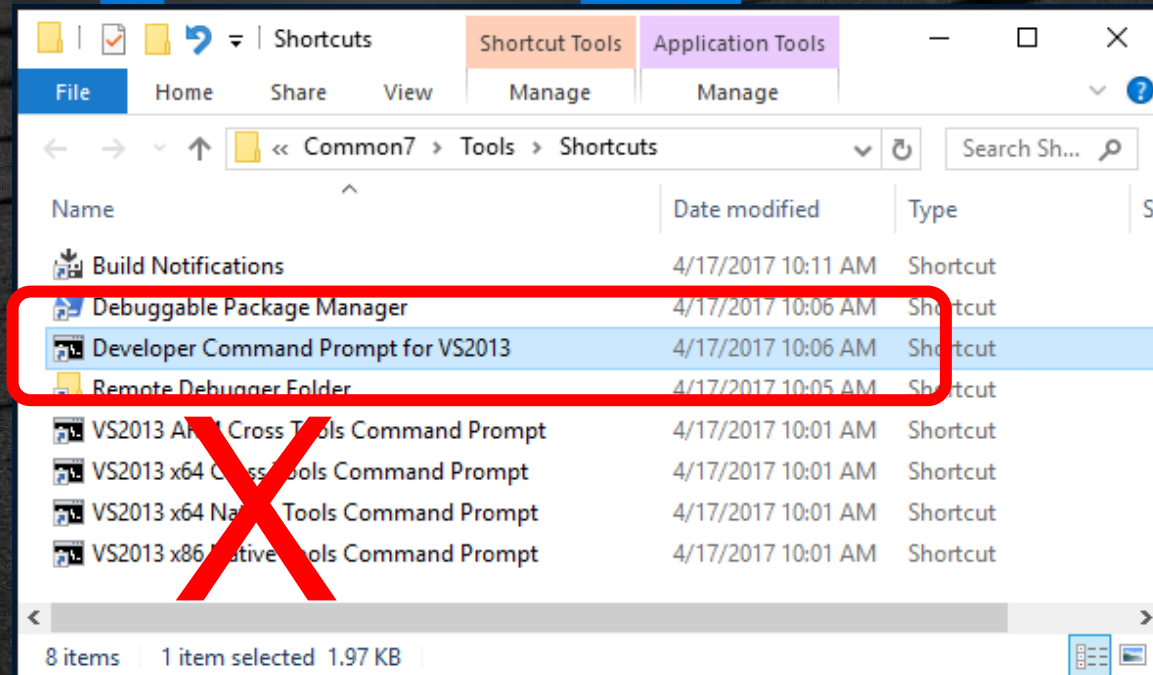 Shortcuts Shortcut Tools Application Tools
File Home Share View Manage Manage ?
« Common7 > Tools > Shortcuts Search Sh...
Name Date modified Type S
Build Notifications 4/17/2017 10:11 AM Shortcut
Debuggable Package Manager 4/17/2017 10:06 AM Shortcut
Developer Command Prompt for VS2013 4/17/2017 10:06 AM Shortcut
Remote Debugger Folder 4/17/2017 10:05 AM Shortcut
VS2013 ARM Cross Tools Command Prompt 4/17/2017 10:01 AM Shortcut
VS2013 x64 Cross Tools Command Prompt 4/17/2017 10:01 AM Shortcut
VS2013 x64 Native Tools Command Prompt 4/17/2017 10:01 AM Shortcut
VS2013 x86 Native Tools Command Prompt 4/17/2017 10:01 AM Shortcut
8 items 1 item selected 1.97 KB